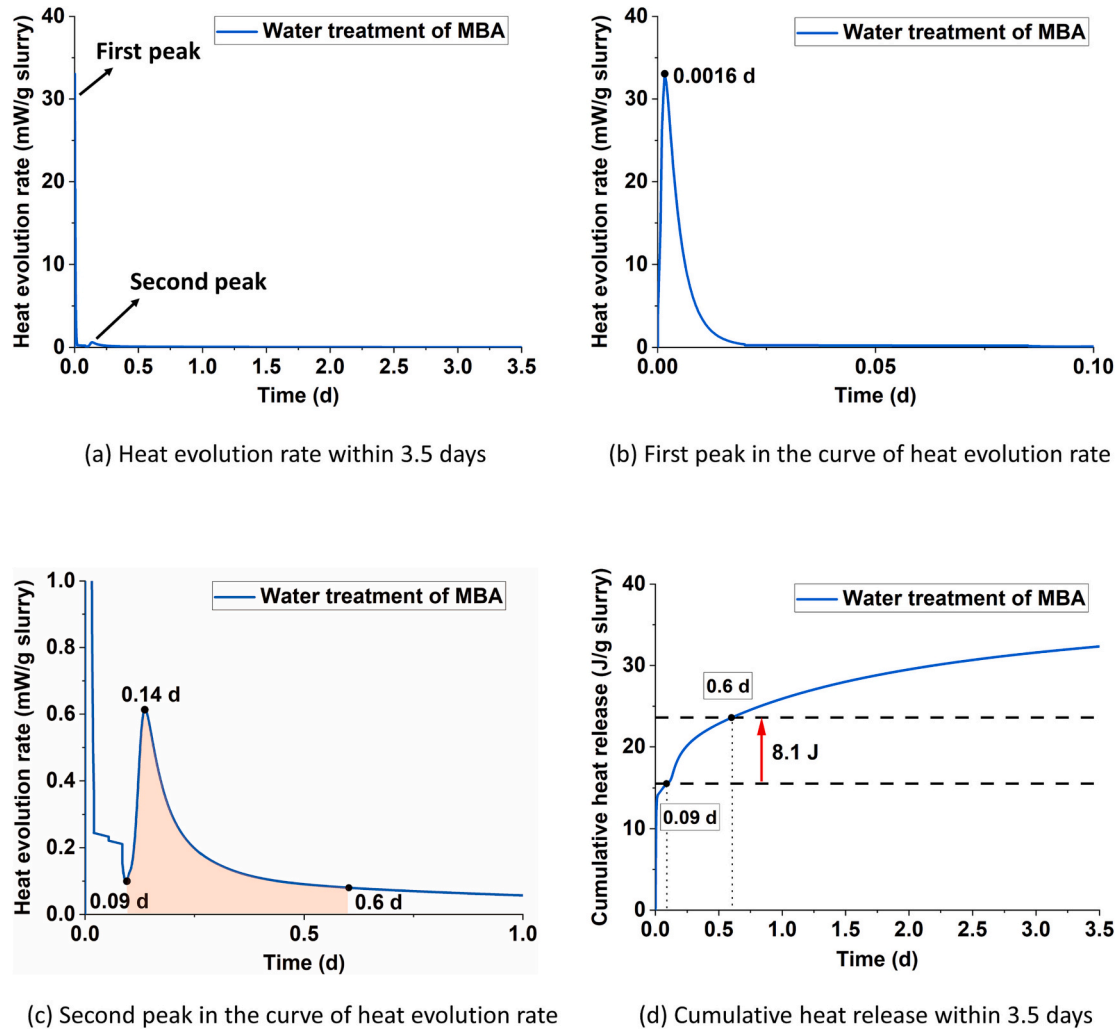 Water treatment of MBA
First peak
Second peak
Heat evolution rate (mW/g slurry)
40
30
20
10
0
0.0 0.5 1.0 1.5 2.0 2.5 3.0 3.5
Time (d)
(a) Heat evolution rate within 3.5 days
Water treatment of MBA
0.0016 d
Heat evolution rate (mW/g slurry)
40
30
20
10
0
0.00 0.05 0.10
Time (d)
(b) First peak in the curve of heat evolution rate
Water treatment of MBA
0.14 d
0.09 d
0.6 d
Heat evolution rate (mW/g slurry)
1.0
0.8
0.6
0.4
0.2
0.0
0.0 0.5 1.0
Time (d)
(c) Second peak in the curve of heat evolution rate
Water treatment of MBA
0.6 d
8.1 J
0.09 d
Cumulative heat release (J/g slurry)
40
30
20
10
0
0.0 0.5 1.0 1.5 2.0 2.5 3.0 3.5
Time (d)
(d) Cumulative heat release within 3.5 days